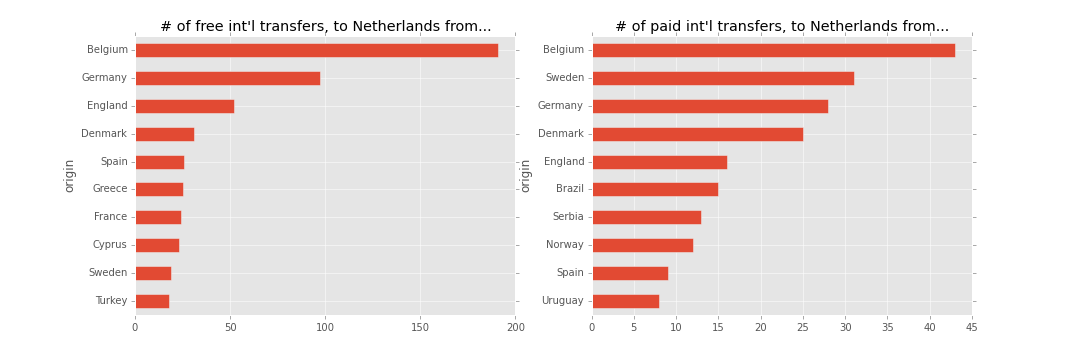 # of free int'l transfers, to Netherlands from...
origin
Belgium
Germany
England
Denmark
Spain
Greece
France
Cyprus
Sweden
Turkey
0 50 100 150 200
# of paid int'l transfers, to Netherlands from...
origin
Belgium
Sweden
Germany
Denmark
England
Brazil
Serbia
Norway
Spain
Uruguay
0 5 10 15 20 25 30 35 40 45